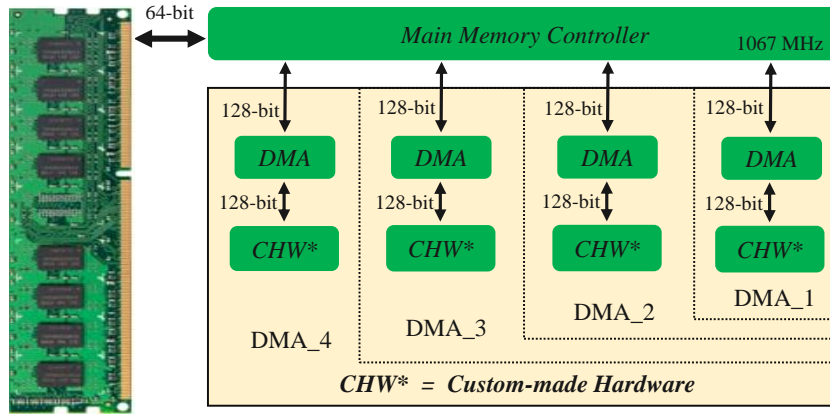 64-bit
Main Memory Controller
1067 MHz
128-bit 128-bit 128-bit 128-bit
DMA DMA DMA DMA
128-bit 128-bit 128-bit 128-bit
CHW* CHW* CHW* CHW*
DMA_4 DMA_3 DMA_2 DMA_1
CHW* = Custom-made Hardware